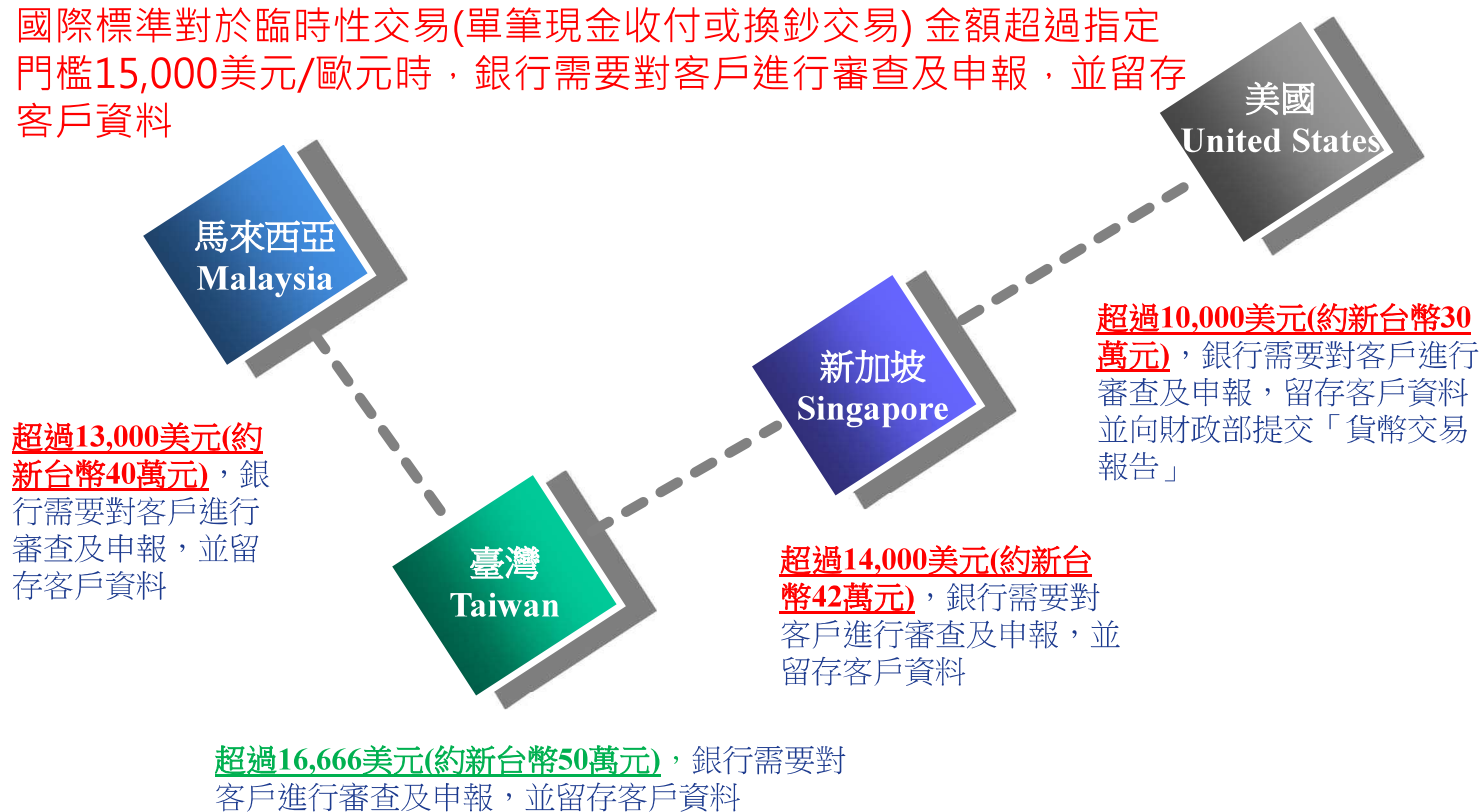 國際標準對於臨時性交易(單筆現金收付或換鈔交易) 金額超過指定
門檻15,000美元/歐元時，銀行需要對客戶進行審查及申報，並留存
客戶資料
美國
United States
馬來西亞
Malaysia
新加坡
Singapore
超過10,000美元(約新台幣30
萬元)，銀行需要對客戶進行
審查及申報，留存客戶資料
並向財政部提交「貨幣交易
報告」
超過13,000美元(約
新台幣40萬元)，銀
行需要對客戶進行
審查及申報，並留
存客戶資料
臺灣
Taiwan
超過14,000美元(約新台
幣42萬元)，銀行需要對
客戶進行審查及申報，並
留存客戶資料
超過16,666美元(約新台幣50萬元)，銀行需要對
客戶進行審查及申報，並留存客戶資料